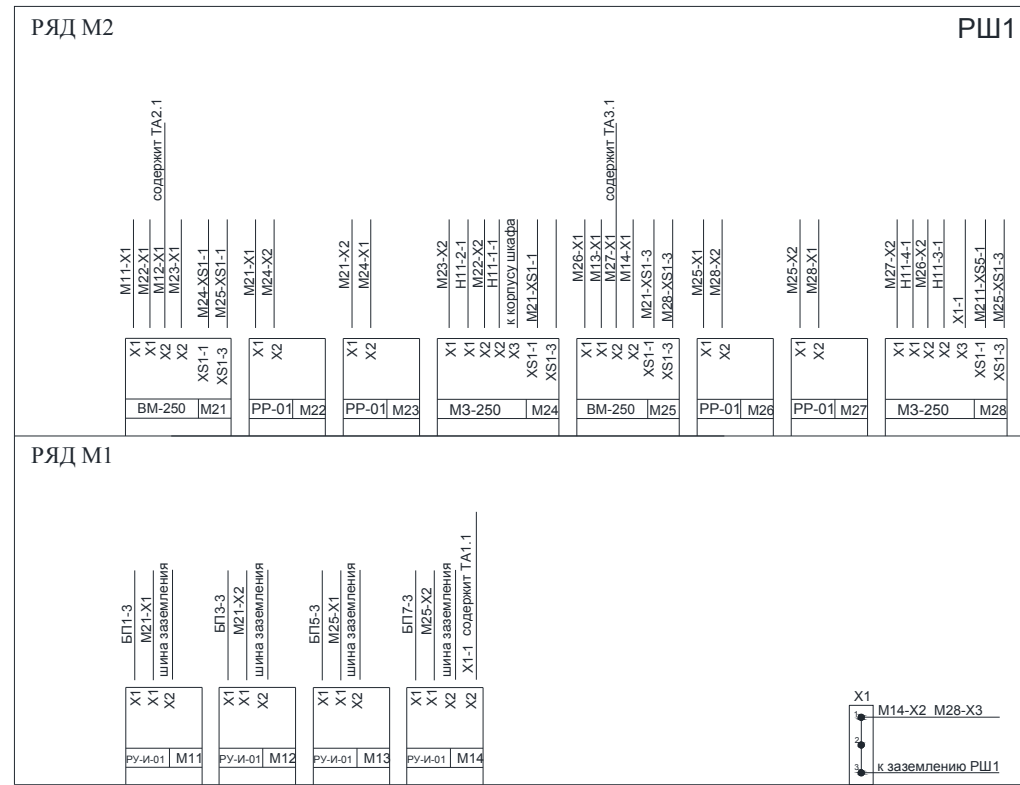 РЯД М2
РШ1
М11-Х1
М22-Х1
М12-Х1
содержит ТА2.1
М23-Х1
М24-XS1-1
М25-XS1-1
М21-Х1
М24-Х2
М21-Х2
М24-Х1
М23-Х2
Н11-2-1
М22-Х2
Н11-1-1
к корпусу шкафа
М21-XS1-1
М26-Х1
М13-Х1
М27-Х1
содержит ТА3.1
М14-Х1
М21-XS1-3
М28-XS1-3
М25-Х1
М28-Х2
М25-Х2
М28-Х1
М27-Х2
Н11-4-1
М26-Х2
Н11-3-1
Х1-1
М211-XS5-1
М25-XS1-3
Х1
Х1
Х2
Х2
XS1-1
XS1-3
Х1
Х2
Х1
Х2
Х1
Х1
Х2
Х2
Х3
XS1-1
XS1-3
Х1
Х1
Х2
Х2
XS1-1
XS1-3
Х1
Х2
Х1
Х2
Х1
Х1
Х2
Х2
Х3
XS1-1
XS1-3
ВМ-250 М21
РР-01 М22
РР-01 М23
МЗ-250 М24
ВМ-250 М25
РР-01 М26
РР-01 М27
МЗ-250 М28
РЯД М1
БП1-3
М21-Х1
шина заземления
БП3-3
М21-Х2
шина заземления
БП5-3
М25-Х1
шина заземления
БП7-3
М25-Х2
шина заземления
Х1-1 содержит ТА1.1
Х1
Х1
Х2
Х1
Х1
Х2
Х1
Х1
Х2
Х1
Х1
Х2
Х2
РУ-И-01 М11
РУ-И-01 М12
РУ-И-01 М13
РУ-И-01 М14
Х1
1 М14-Х2 М28-Х3
2
3 к заземлению РШ1